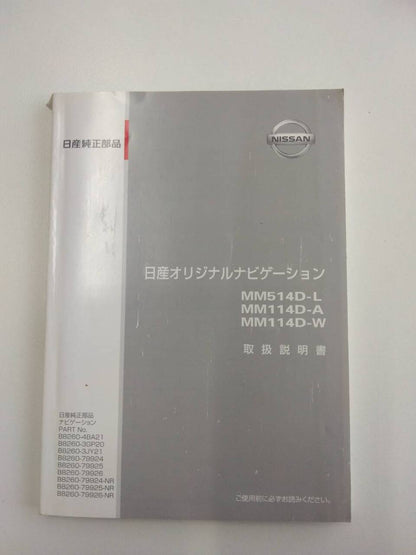 日産純正部品
NISSAN
日産オリジナルナビゲーション
MM514D-L
MM114D-A
MM114D-W
取扱説明書
日産純正部品
ナビゲーション
PART No.
B8260-4BA21
B8260-3GP20
B8260-3JY21
B8260-79924
B8260-79925
B8260-79926
B8260-79924-NR
B8260-79925-NR
B8260-79926-NR
ご使用前に必ずお読みください。